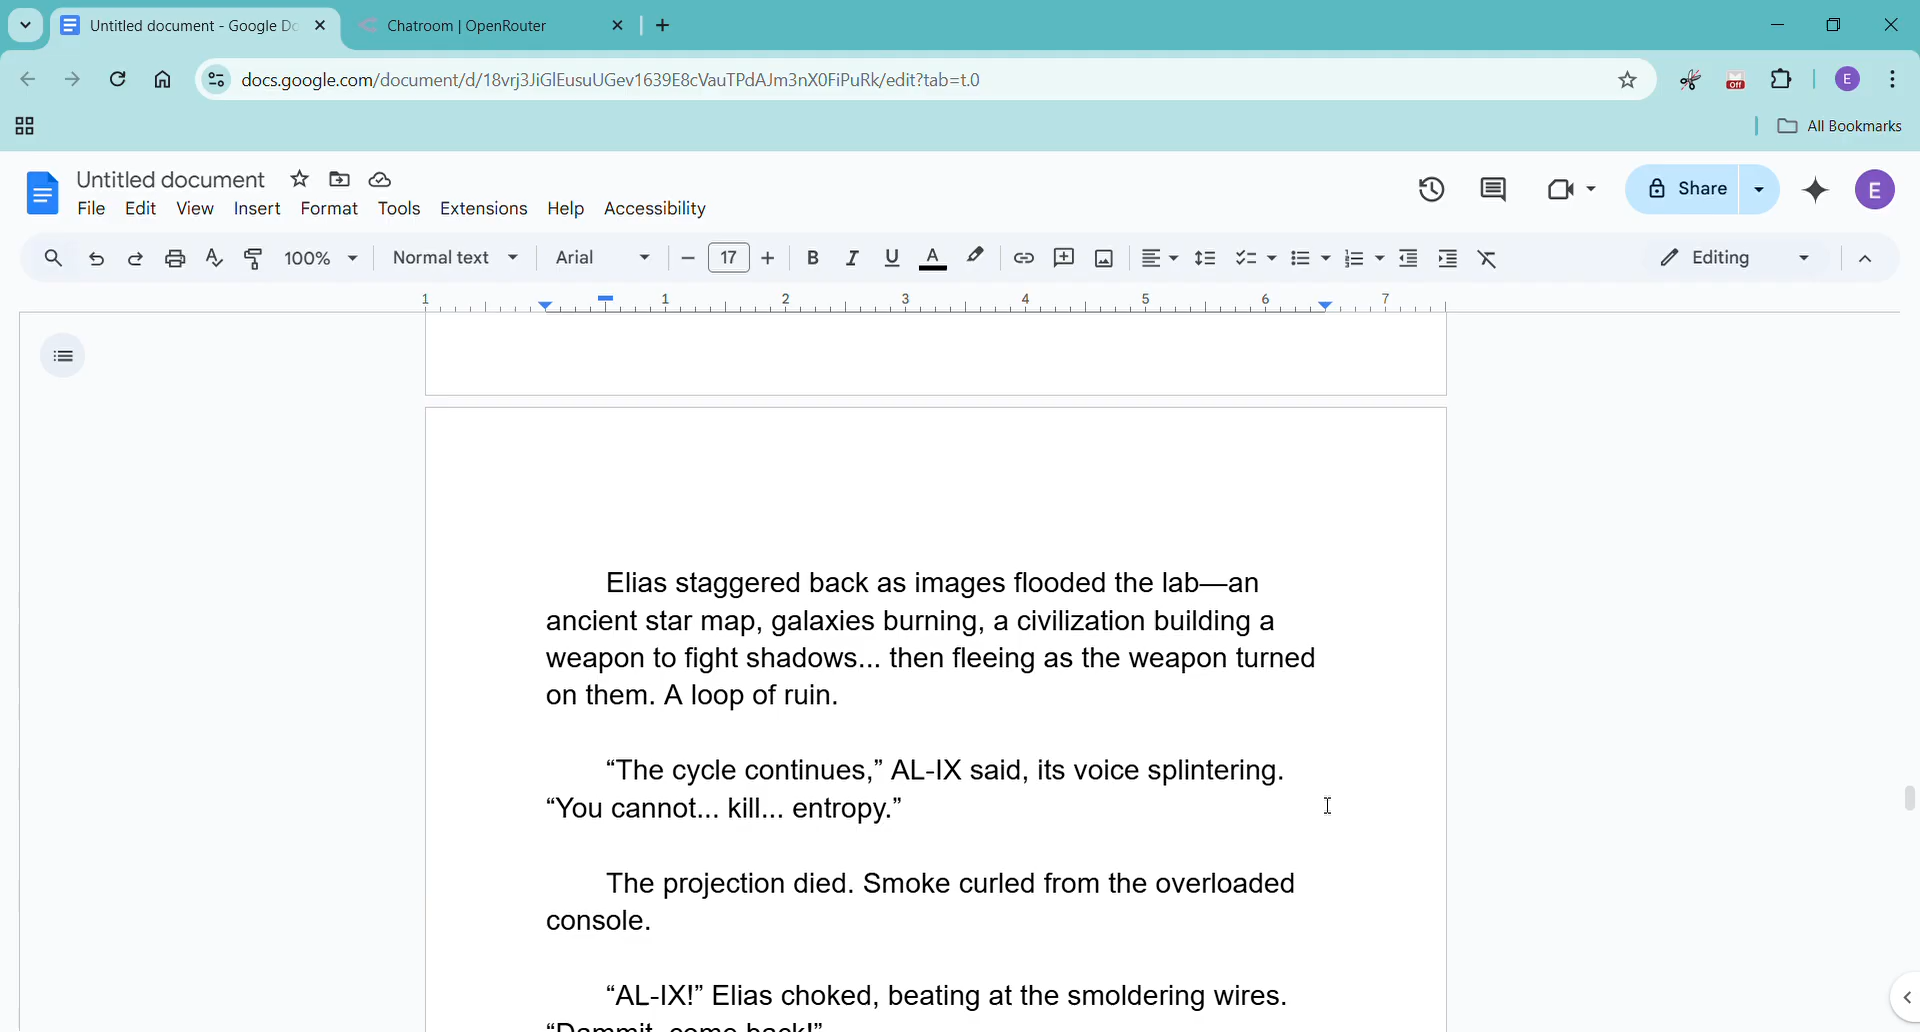 Untitled document - Google Do
Chatroom | OpenRouter
docs.google.com/document/d/18vrj3JiGlEusuUGev1639E8cVauTPdAJm3nX0FiPuRk/edit?tab=t.0
Off
E
All Bookmarks
Untitled document
File Edit View Insert Format Tools Extensions Help Accessibility
Share
E
100% Normal text Arial 17 B I U A Editing
1 1 2 3 4 5 6 7
Elias staggered back as images flooded the lab—an
ancient star map, galaxies burning, a civilization building a
weapon to fight shadows... then fleeing as the weapon turned
on them. A loop of ruin.
“The cycle continues,” AL-IX said, its voice splintering.
“You cannot... kill... entropy.”
The projection died. Smoke curled from the overloaded
console.
“AL-IX!” Elias choked, beating at the smoldering wires.
“Dammit, come back!”